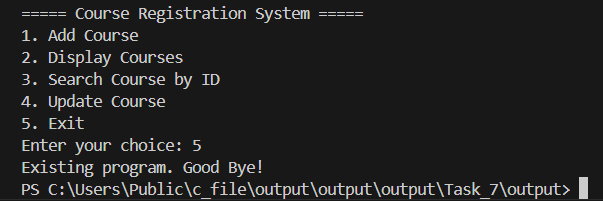 ===== Course Registration System =====
1. Add Course
2. Display Courses
3. Search Course by ID
4. Update Course
5. Exit
Enter your choice: 5
Existing program. Good Bye!
PS C:\Users\Public\c_file\output\output\output\Task_7\output>